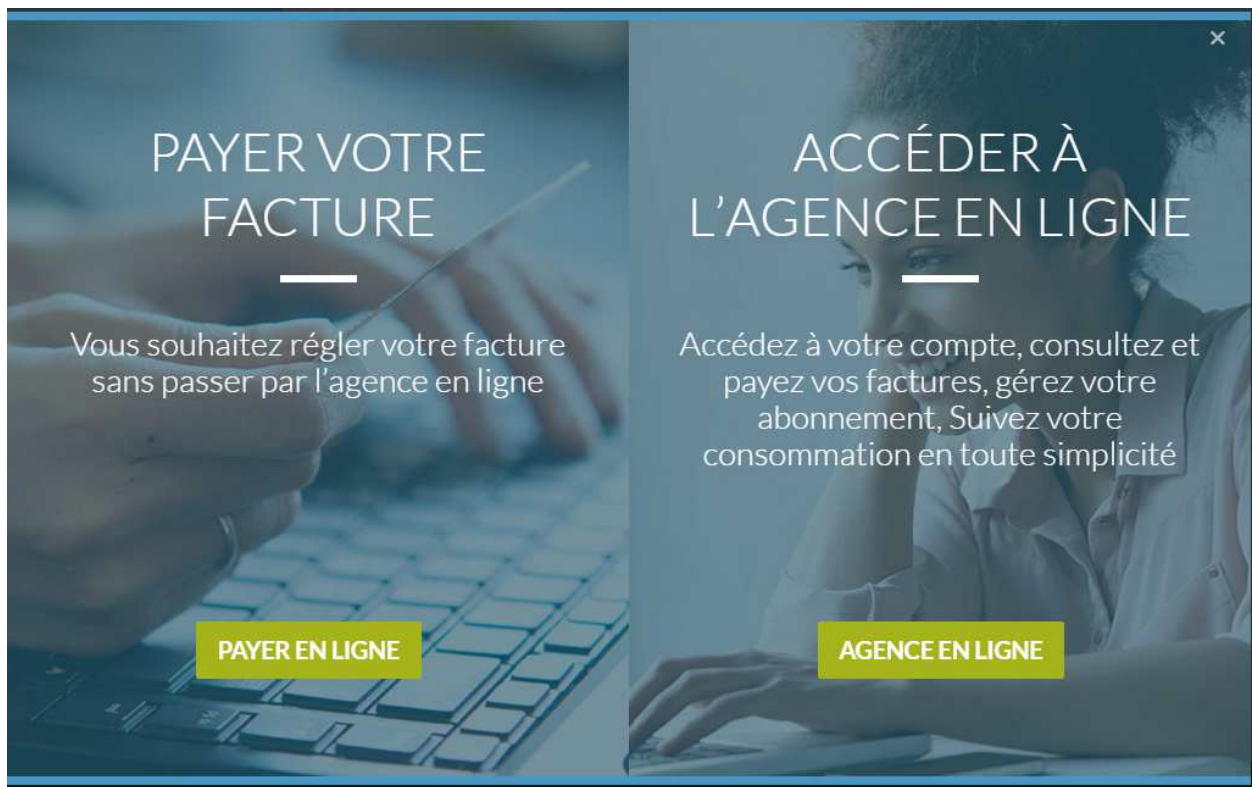 PAYER VOTRE
FACTURE
Vous souhaitez régler votre facture
sans passer par l’agence en ligne
PAYER EN LIGNE
ACCÉDER À
L’AGENCE EN LIGNE
Accédez à votre compte, consultez et
payez vos factures, gérez votre
abonnement, Suivez votre
consommation en toute simplicité
AGENCE EN LIGNE